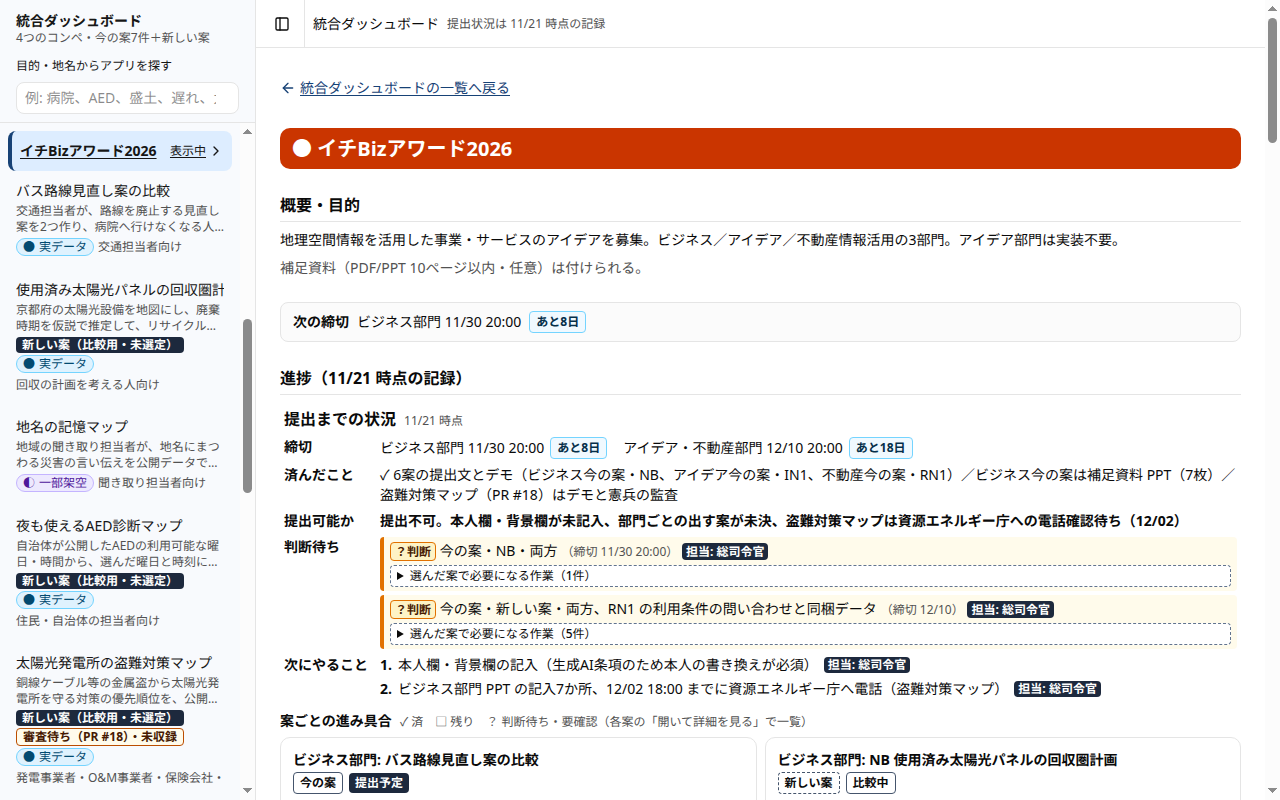 統合ダッシュボード
4つのコンペ・今の案7件＋新しい案
目的・地名からアプリを探す
例: 病院、AED、盛土、遅れ、
イチBizアワード2026 表示中
バス路線見直し案の比較
交通担当者が、路線を廃止する見直し
案を2つ作り、病院へ行けなくなる人…
実データ 交通担当者向け
使用済み太陽光パネルの回収圏計
京都府の太陽光設備を地図にし、廃棄
時期を仮説で推定して、リサイクル…
新しい案（比較用・未選定）
実データ
回収の計画を考える人向け
地名の記憶マップ
地域の聞き取り担当者が、地名にまつ
わる災害の言い伝えを公開データで…
一部架空 聞き取り担当者向け
夜も使えるAED診断マップ
自治体が公開したAEDの利用可能な曜
日・時間から、選んだ曜日と時刻に…
新しい案（比較用・未選定）
実データ
住民・自治体の担当者向け
太陽光発電所の盗難対策マップ
銅線ケーブル等の金属盗から太陽光発
電所を守る対策の優先順位を、公開…
新しい案（比較用・未選定）
審査待ち（PR #18）・未収録
実データ
発電事業者・O&M事業者・保険会社・
統合ダッシュボード 提出状況は 11/21 時点の記録
← 統合ダッシュボードの一覧へ戻る
イチBizアワード2026
概要・目的
地理空間情報を活用した事業・サービスのアイデアを募集。ビジネス／アイデア／不動産情報活用の3部門。アイデア部門は実装不要。
補足資料（PDF/PPT 10ページ以内・任意）は付けられる。
次の締切 ビジネス部門 11/30 20:00 あと8日
進捗（11/21 時点の記録）
提出までの状況 11/21 時点
締切 ビジネス部門 11/30 20:00 あと8日 アイデア・不動産部門 12/10 20:00 あと18日
済んだこと ✓ 6案の提出文とデモ（ビジネス今の案・NB、アイデア今の案・IN1、不動産今の案・RN1）／ビジネス今の案は補足資料 PPT（7枚）／
盗難対策マップ（PR #18）はデモと憲兵の監査
提出可能か 提出不可。本人欄・背景欄が未記入、部門ごとの出す案が未決、盗難対策マップは資源エネルギー庁への電話確認待ち（12/02）
判断待ち ？判断 今の案・NB・両方 （締切 11/30 20:00） 担当: 総司令官
▶ 選んだ案で必要になる作業（1件）
？判断 今の案・新しい案・両方、RN1 の利用条件の問い合わせと同梱データ （締切 12/10） 担当: 総司令官
▶ 選んだ案で必要になる作業（5件）
次にやること 1. 本人欄・背景欄の記入（生成AI条項のため本人の書き換えが必須） 担当: 総司令官
2. ビジネス部門 PPT の記入7か所、12/02 18:00 までに資源エネルギー庁へ電話（盗難対策マップ） 担当: 総司令官
案ごとの進み具合 ✓ 済 □ 残り ？ 判断待ち・要確認（各案の「開いて詳細を見る」で一覧）
ビジネス部門: バス路線見直し案の比較
今の案 提出予定
ビジネス部門: NB 使用済み太陽光パネルの回収圏計画
新しい案 比較中